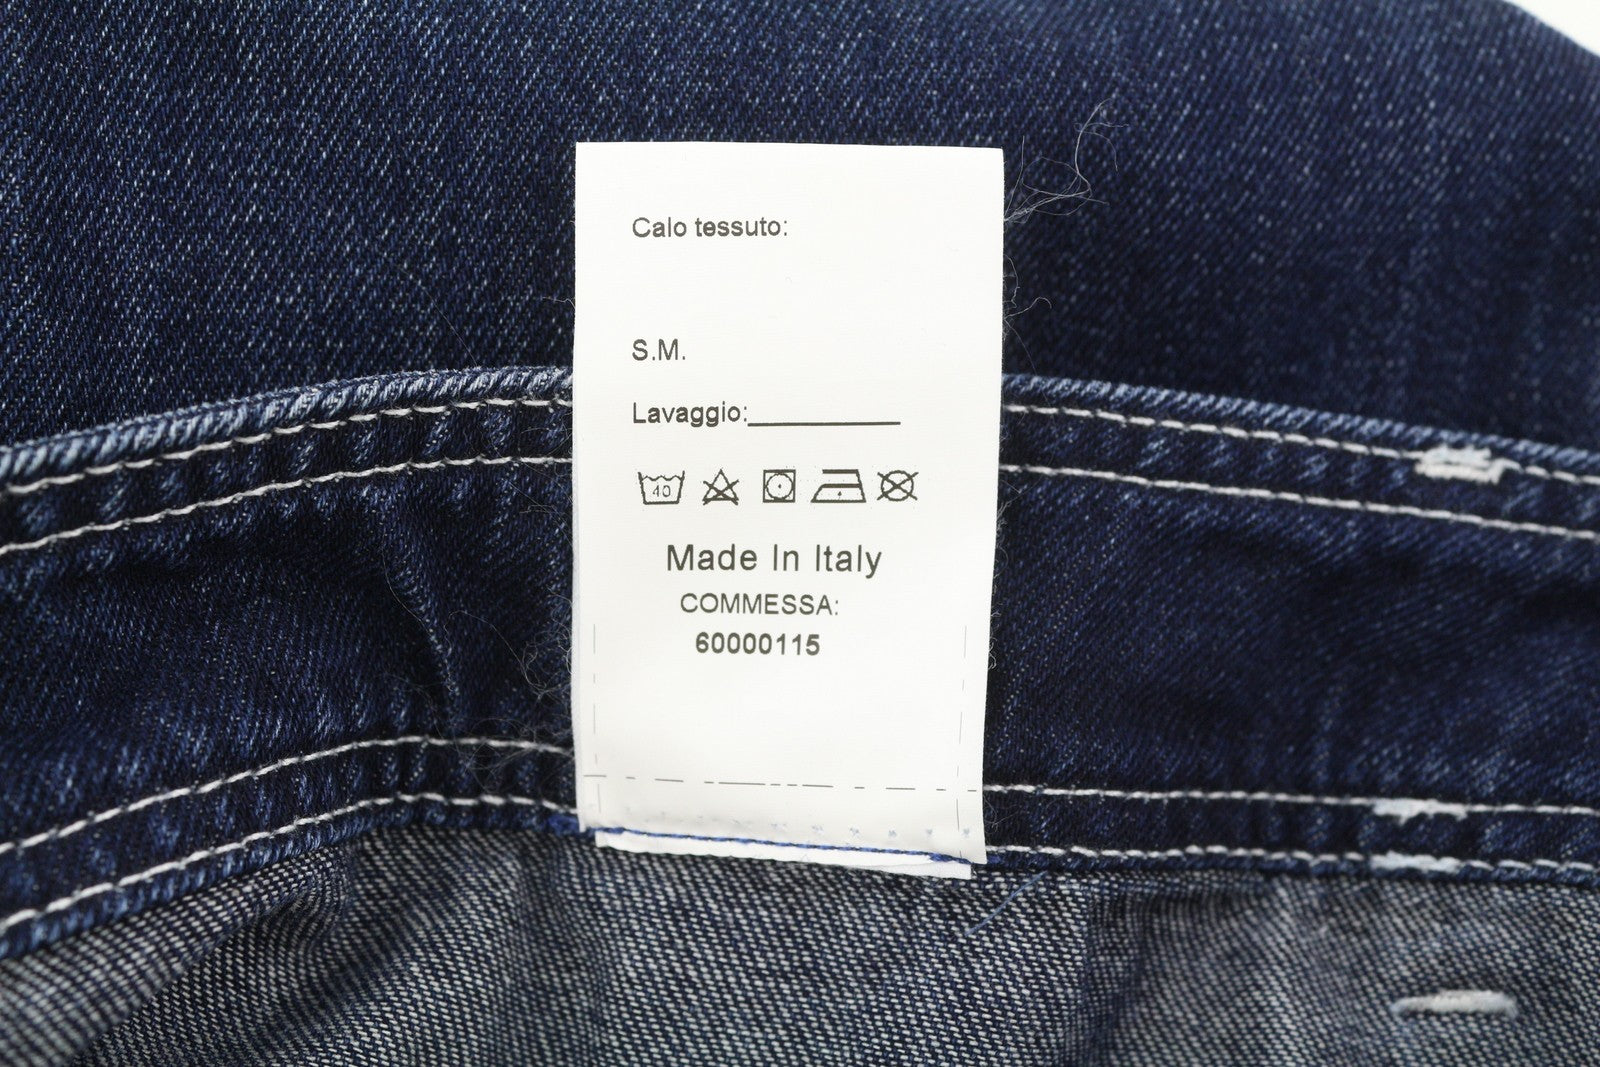 Calo tessuto:
S.M.
Lavaggio:__________
40
Made In Italy
COMMESSA:
60000115